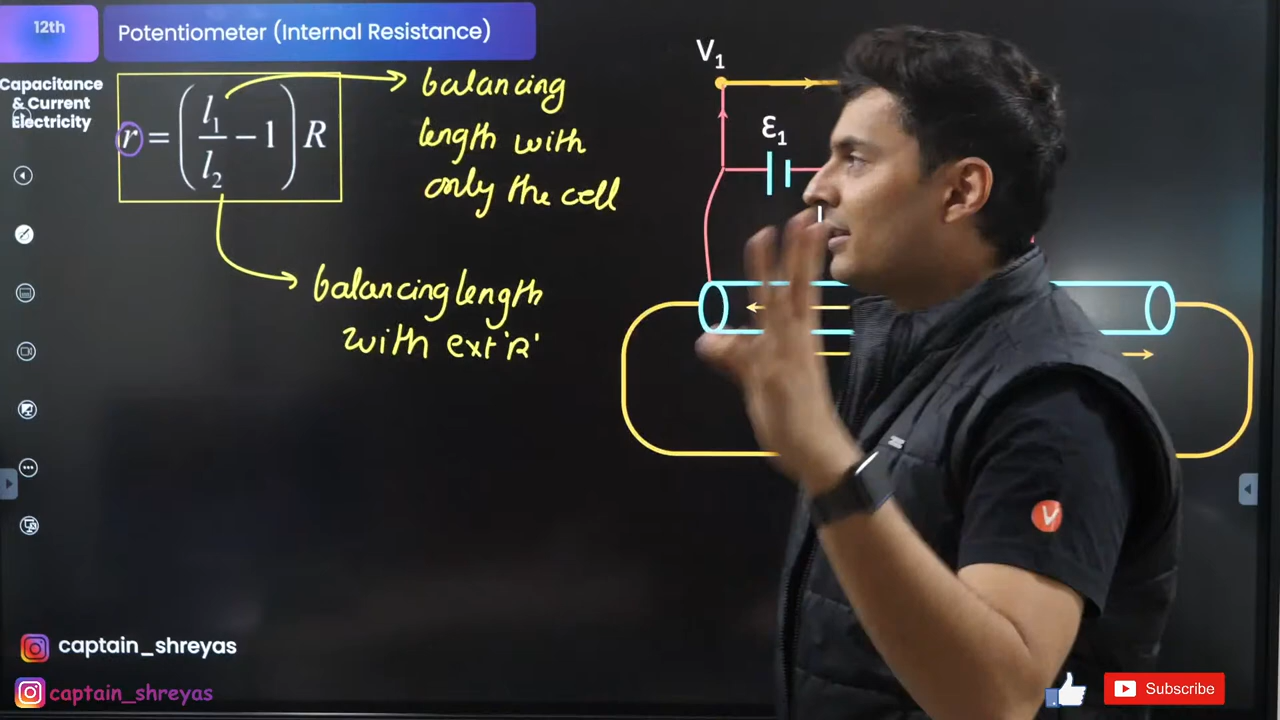 12th
Potentiometer (Internal Resistance)
Capacitance
& Current
Electricity
r = (l₁/l₂ − 1) R
balancing
length with
only the cell
balancing length
with ext 'R'
V₁
Ɛ₁
captain_shreyas
captain_shreyas
V
Subscribe